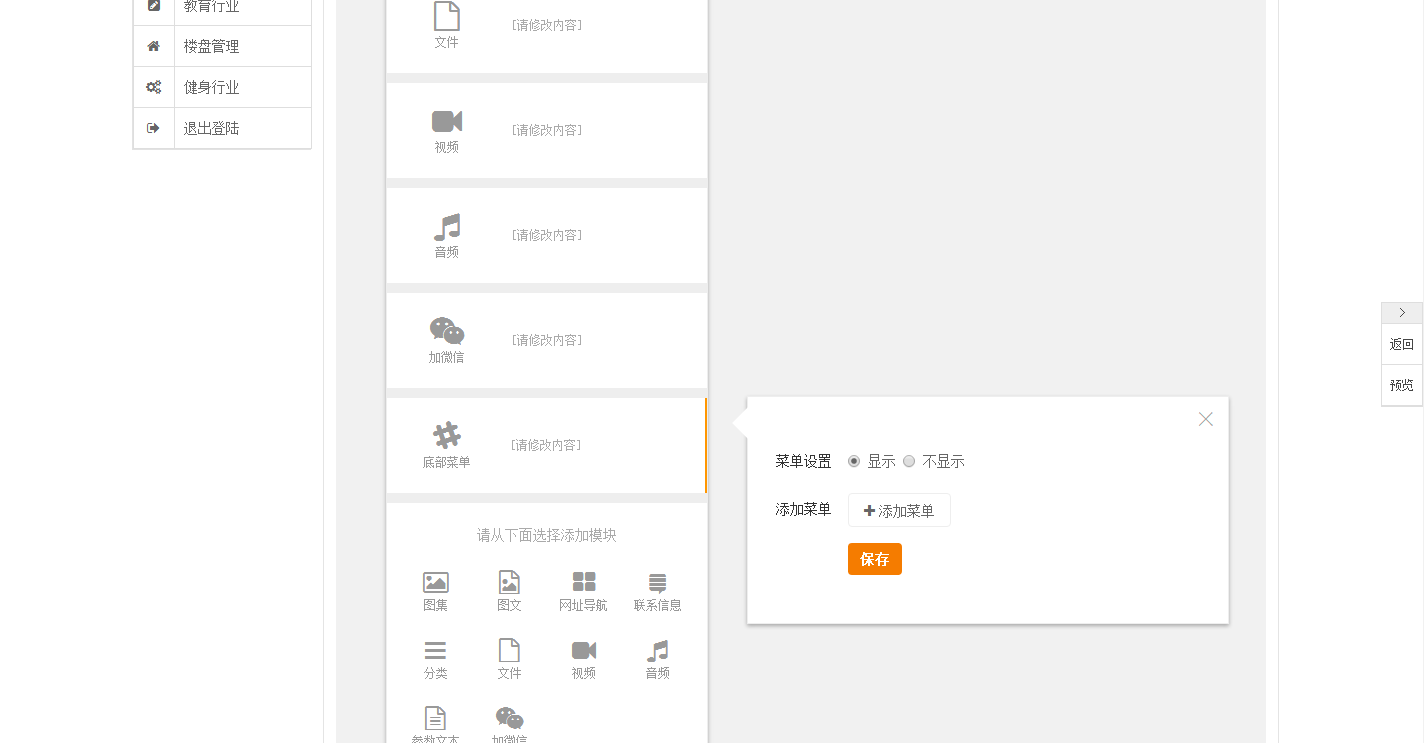 教育行业
楼盘管理
健身行业
退出登陆
文件
[请修改内容]
视频
[请修改内容]
音频
[请修改内容]
加微信
[请修改内容]
底部菜单
[请修改内容]
请从下面选择添加模块
图集 图文 网址导航 联系信息
分类 文件 视频 音频
参数文本 加微信
菜单设置 显示 不显示
添加菜单 添加菜单
保存
返回
预览